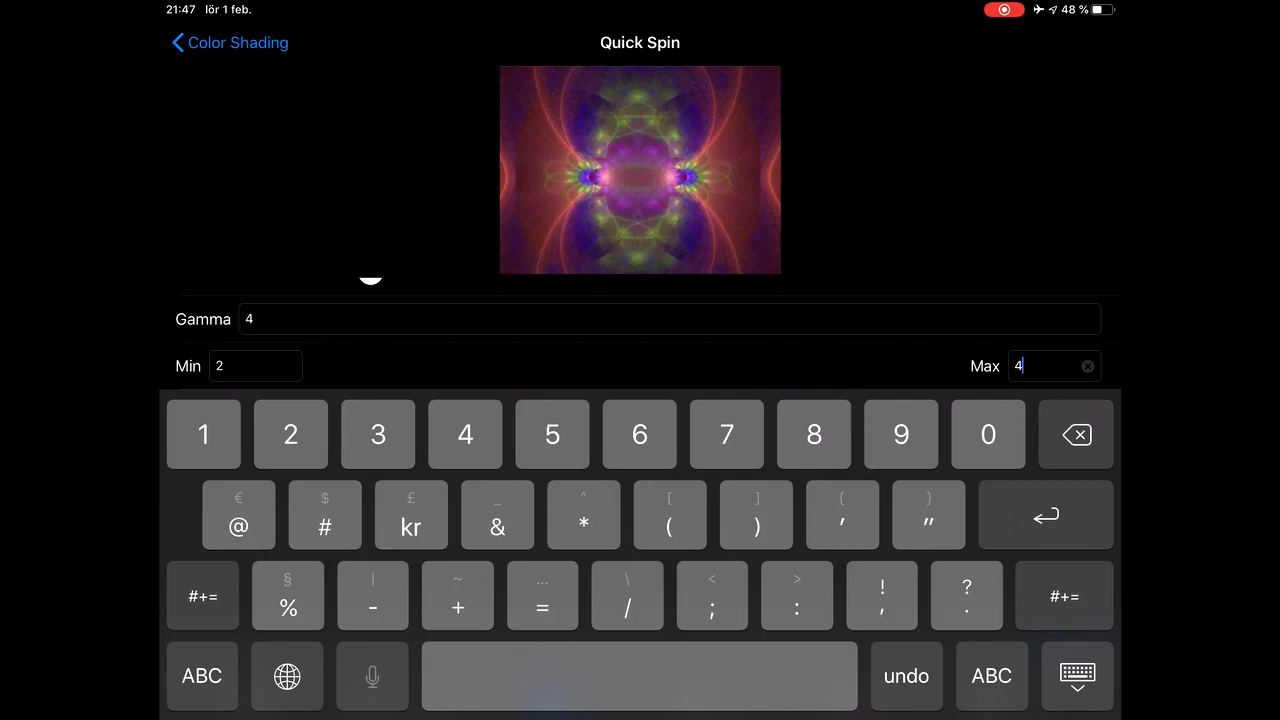 21:47 lör 1 feb. 48 %
Color Shading Quick Spin
Gamma 4
Min 2 Max 4
1 2 3 4 5 6 7 8 9 0
€ $ £ _ ^ [ ] { }
@ # kr & * ( ) ' "
§ | ~ … \ < > ! ?
#+= % - + = / ; : , . #+=
ABC undo ABC